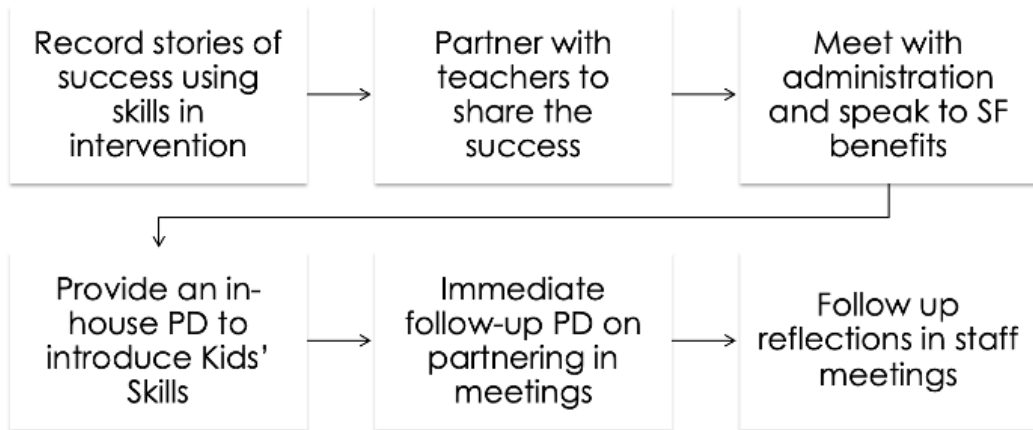 Record stories of
success using
skills in
intervention
Partner with
teachers to
share the
success
Meet with
administration
and speak to SF
benefits
Provide an in-
house PD to
introduce Kids'
Skills
Immediate
follow-up PD on
partnering in
meetings
Follow up
reflections in staff
meetings